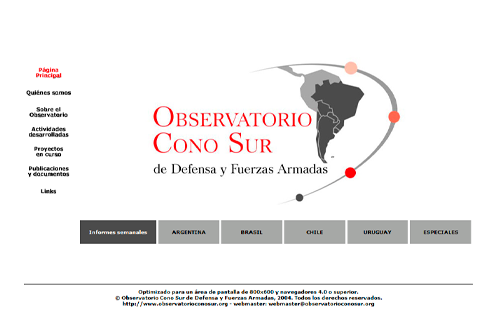 Página
Principal
Quiénes somos
Sobre el
Observatorio
Actividades
desarrolladas
Proyectos
en curso
Publicaciones
y documentos
Links
OBSERVATORIO
CONO SUR
de Defensa y Fuerzas Armadas
Informes semanales
ARGENTINA
BRASIL
CHILE
URUGUAY
ESPECIALES
Optimizado para un área de pantalla de 800x600 y navegadores 4.0 o superior.
© Observatorio Cono Sur de Defensa y Fuerzas Armadas, 2004. Todos los derechos reservados.
http://www.observatorioconosur.org - webmaster: webmaster@observatorioconosur.org